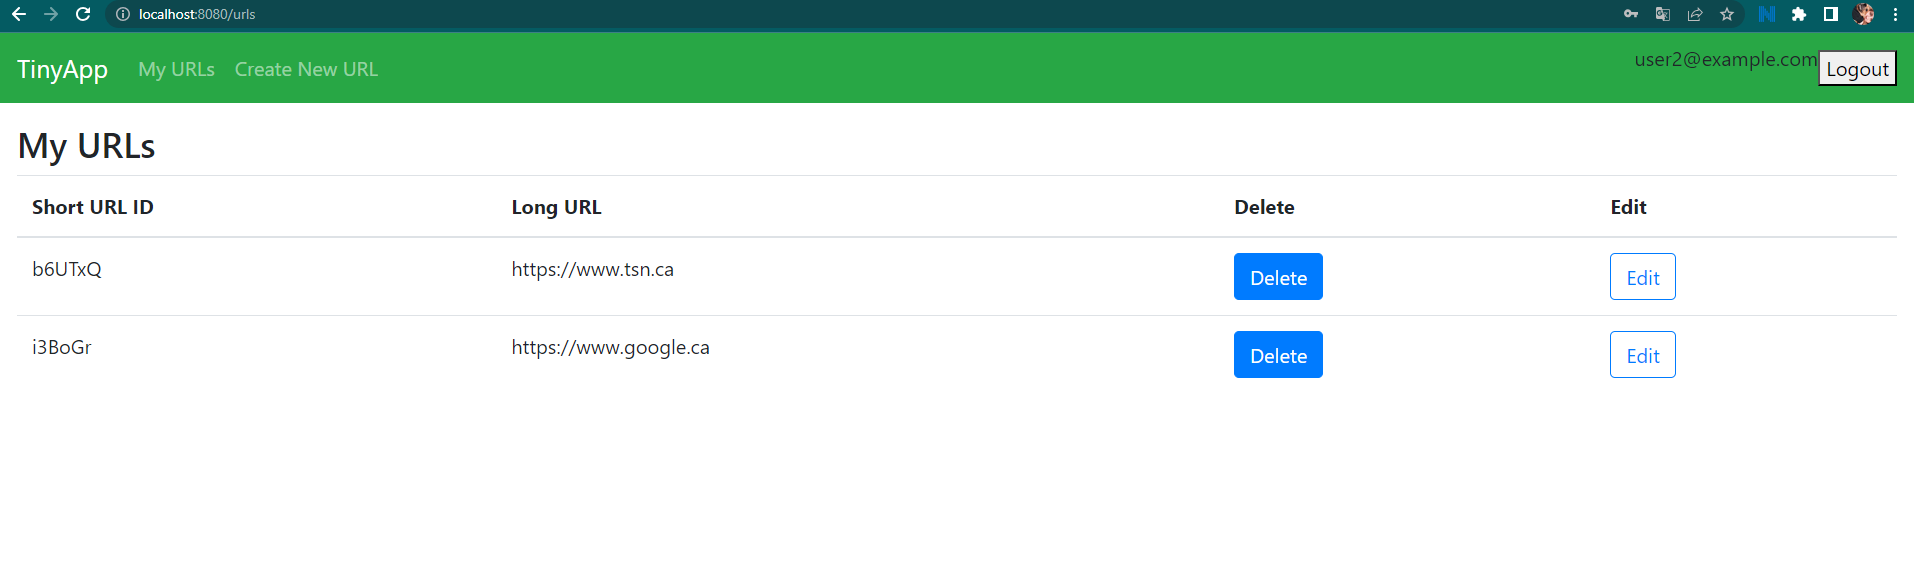 localhost:8080/urls
TinyApp My URLs Create New URL user2@example.com Logout
My URLs
Short URL ID Long URL Delete Edit
b6UTxQ https://www.tsn.ca Delete Edit
i3BoGr https://www.google.ca Delete Edit